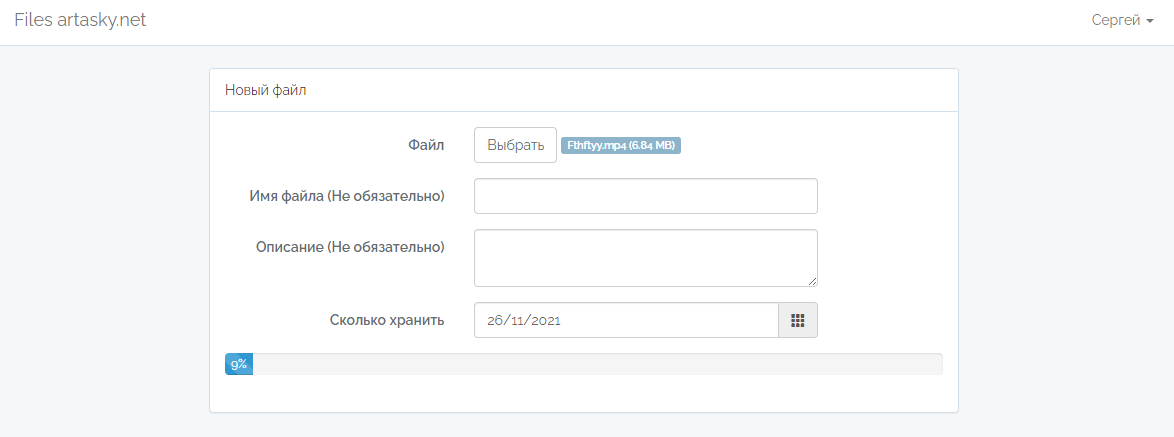 Files artasky.net
Сергей
Новый файл
Файл
Выбрать
Fthftyy.mp4 (6.84 MB)
Имя файла (Не обязательно)
Описание (Не обязательно)
Сколько хранить
26/11/2021
9%